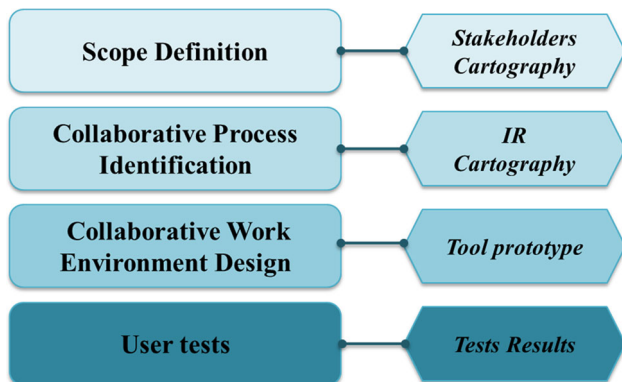 Scope Definition
Stakeholders
Cartography
Collaborative Process
Identification
IR
Cartography
Collaborative Work
Environment Design
Tool prototype
User tests
Tests Results